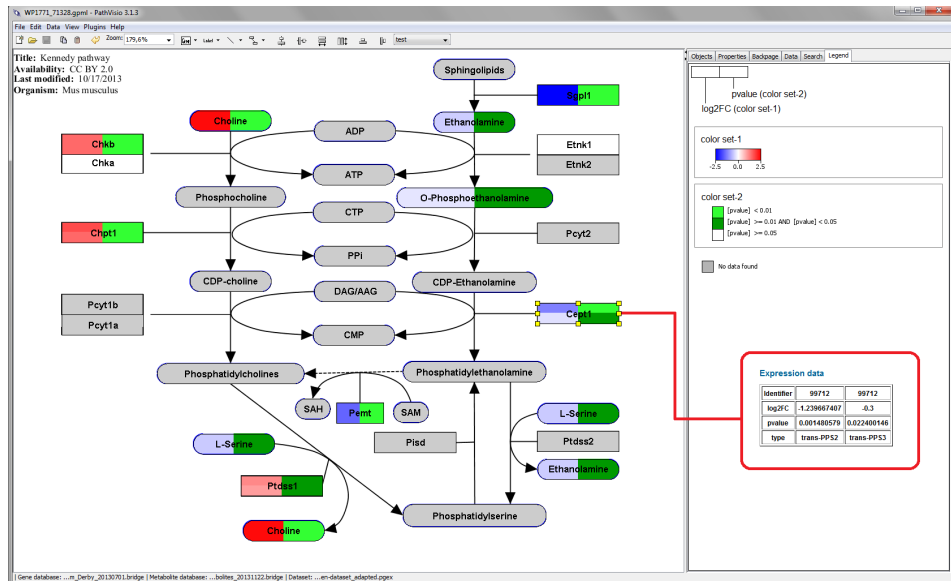 WP1771_71328.gpml - PathVisio 3.1.3
File Edit Data View Plugins Help
Zoom: 179,6%
Label
test
Title: Kennedy pathway
Availability: CC BY 2.0
Last modified: 10/17/2013
Organism: Mus musculus
Sphingolipids
Sgpl1
Choline
Ethanolamine
ADP
Chkb
Chka
Etnk1
Etnk2
ATP
Phosphocholine
O-Phosphoethanolamine
CTP
Chpt1
Pcyt2
PPi
CDP-choline
CDP-Ethanolamine
DAG/AAG
Pcyt1b
Pcyt1a
Cept1
CMP
Phosphatidylcholines
Phosphatidylethanolamine
SAH
Pemt
SAM
L-Serine
L-Serine
Pisd
Ptdss2
Ethanolamine
Ptdss1
Choline
Phosphatidylserine
Objects Properties Backpage Data Search Legend
pvalue (color set-2)
log2FC (color set-1)
color set-1
-2.5 0.0 2.5
color set-2
[pvalue] < 0.01
[pvalue] >= 0.01 AND [pvalue] < 0.05
[pvalue] >= 0.05
No data found
Expression data
Identifier 99712 99712
log2FC -1.239667407 -0.3
pvalue 0.001480579 0.022400146
type trans-PPS2 trans-PPS3
| Gene database: ...m_Derby_20130701.bridge | Metabolite database: ...bolites_20131122.bridge | Dataset: ...en-dataset_adapted.pgex